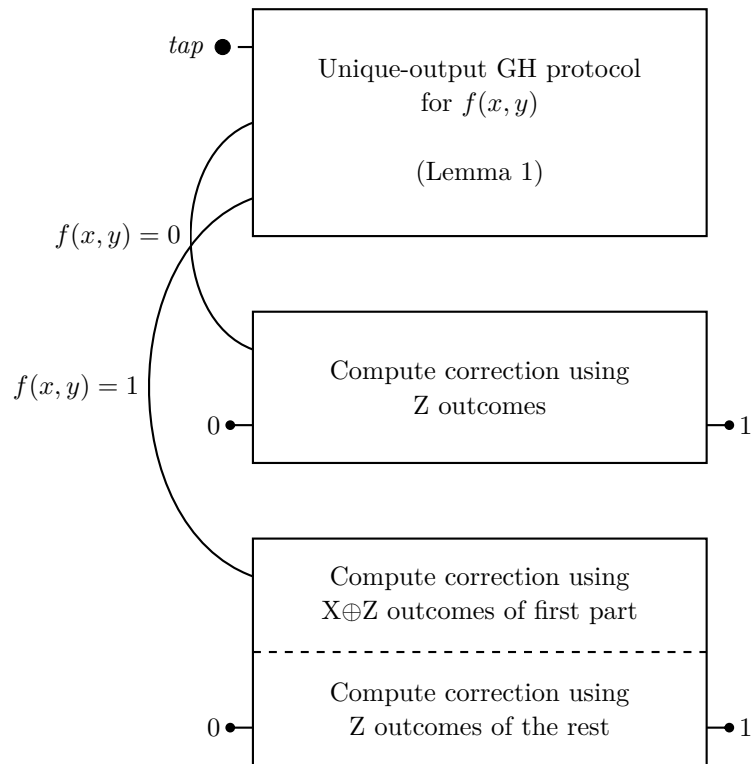 tap
Unique-output GH protocol
for f(x, y)
(Lemma 1)
f(x, y) = 0
f(x, y) = 1
Compute correction using
Z outcomes
0
1
Compute correction using
X⊕Z outcomes of first part
Compute correction using
Z outcomes of the rest
0
1